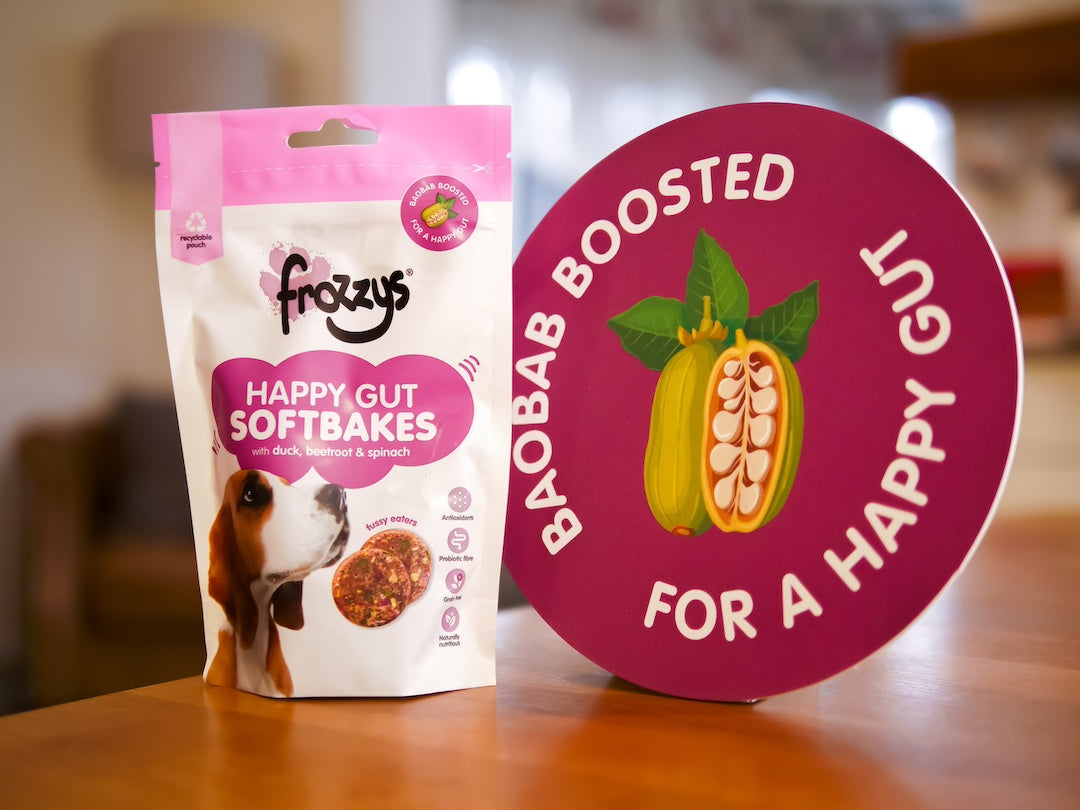 recyclable
pouch
BAOBAB BOOSTED
FOR A HAPPY GUT
frozzys®
HAPPY GUT
SOFTBAKES
with duck, beetroot & spinach
fussy eaters
Antioxidants
Prebiotic fibre
Grain free
Naturally
nutritious
BAOBAB BOOSTED
FOR A HAPPY GUT